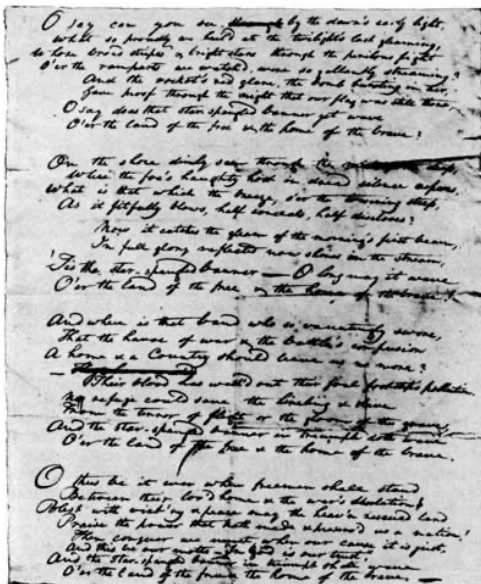 O say can you see by the dawn's early light,
What so proudly we hail'd at the twilight's last gleaming,
Whose broad stripes & bright stars through the perilous fight
O'er the ramparts we watch'd, were so gallantly streaming?
And the rocket's red glare, the bomb bursting in air,
Gave proof through the night that our flag was still there,
O say does that star-spangled banner yet wave
O'er the land of the free & the home of the brave?
On the shore dimly seen through the deep,
Where the foe's haughty host in dread silence reposes,
What is that which the breeze, o'er the towering steep,
As it fitfully blows, half conceals, half discloses?
Now it catches the gleam of the morning's first beam,
In full glory reflected now shines in the stream,
'Tis the star-spangled banner — O long may it wave
O'er the land of the free & the home of the brave!
And where is that band who so vauntingly swore,
That the havoc of war & the battle's confusion
A home & a Country should leave us no more?
—
Their blood has wash'd out their foul footstep's pollution.
No refuge could save the hireling & slave
From the terror of flight or the gloom of the grave,
And the star-spangled banner in triumph doth wave
O'er the land of the free & the home of the brave.
O thus be it ever when freemen shall stand
Between their lov'd home & the war's desolation!
Blest with vict'ry & peace may the heav'n rescued land
Praise the power that hath made & preserv'd us a nation!
Then conquer we must, when our cause it is just,
And this be our motto - "In God is our trust,"
And the star-spangled banner in triumph shall wave
O'er the land of the free & the home of the brave.